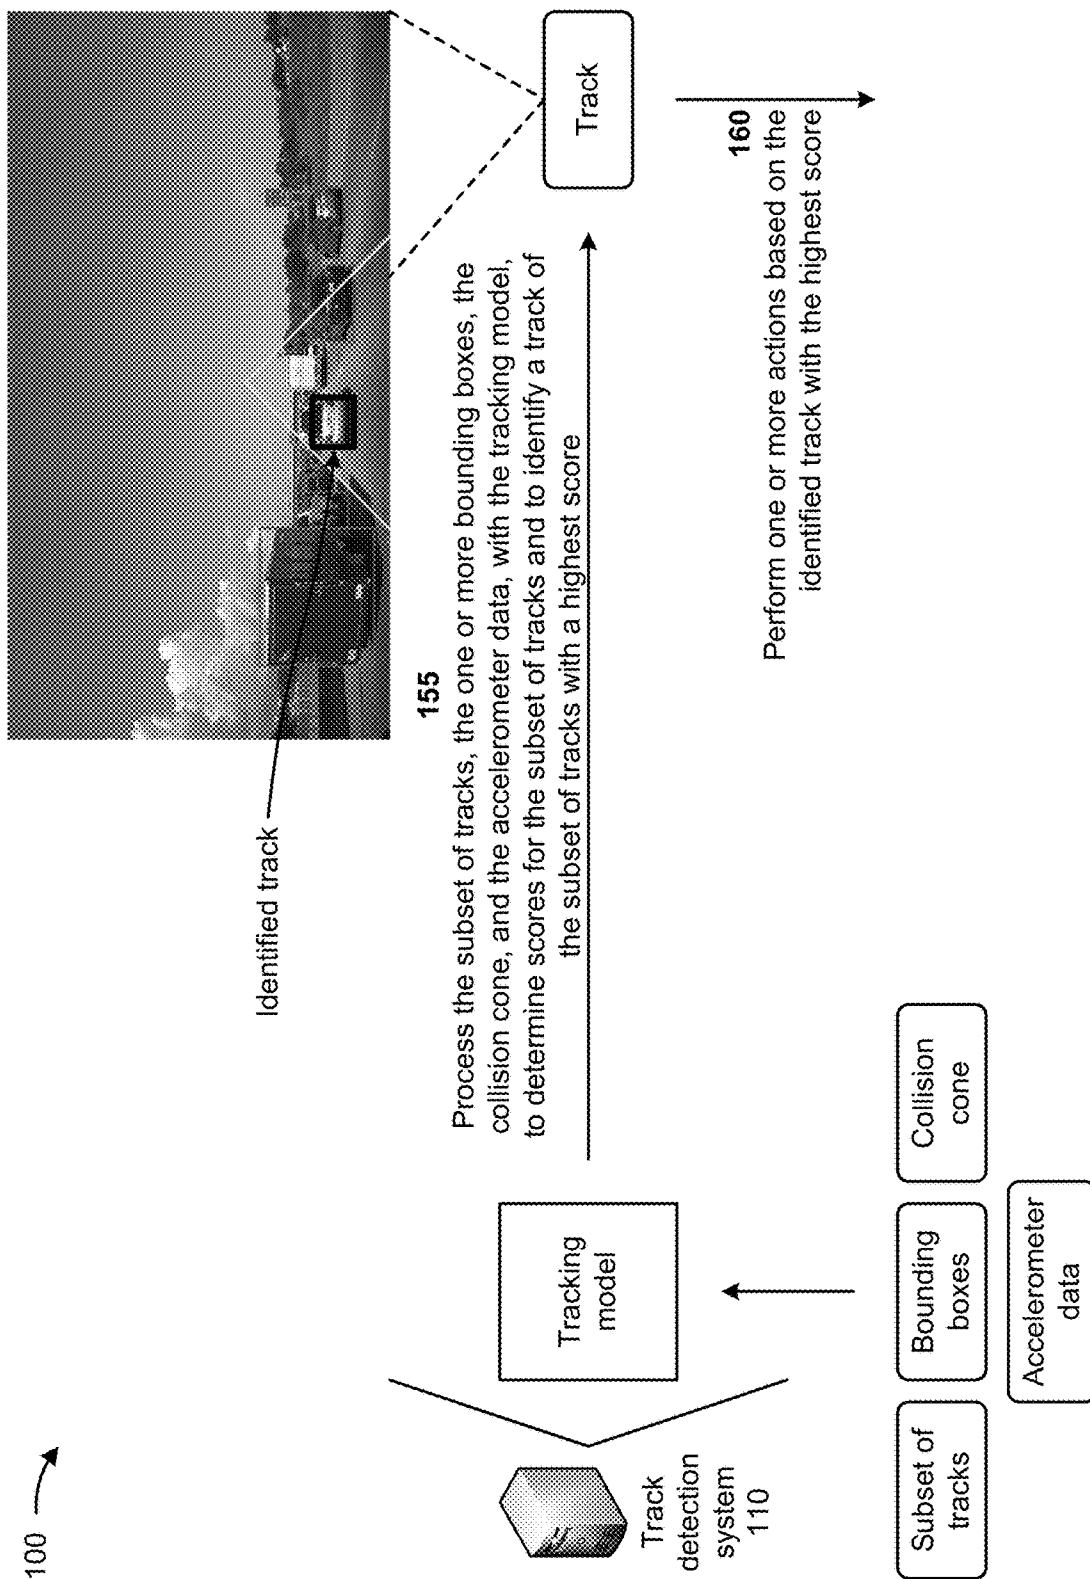 100
Identified track
155
Process the subset of tracks, the one or more bounding boxes, the
collision cone, and the accelerometer data, with the tracking model,
to determine scores for the subset of tracks and to identify a track of
the subset of tracks with a highest score
Track
detection
system
110
Tracking
model
Track
160
Perform one or more actions based on the
identified track with the highest score
Subset of
tracks
Bounding
boxes
Collision
cone
Accelerometer
data